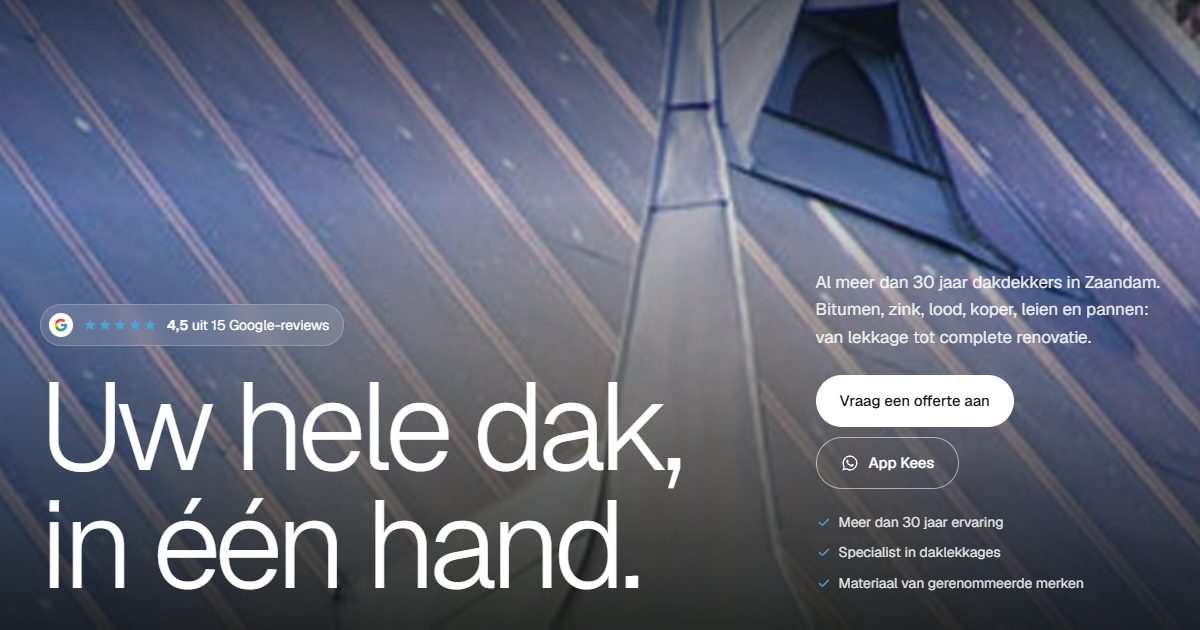 4,5 uit 15 Google-reviews
Uw hele dak,
in één hand.
Al meer dan 30 jaar dakdekkers in Zaandam.
Bitumen, zink, lood, koper, leien en pannen:
van lekkage tot complete renovatie.
Vraag een offerte aan
App Kees
Meer dan 30 jaar ervaring
Specialist in daklekkages
Materiaal van gerenommeerde merken